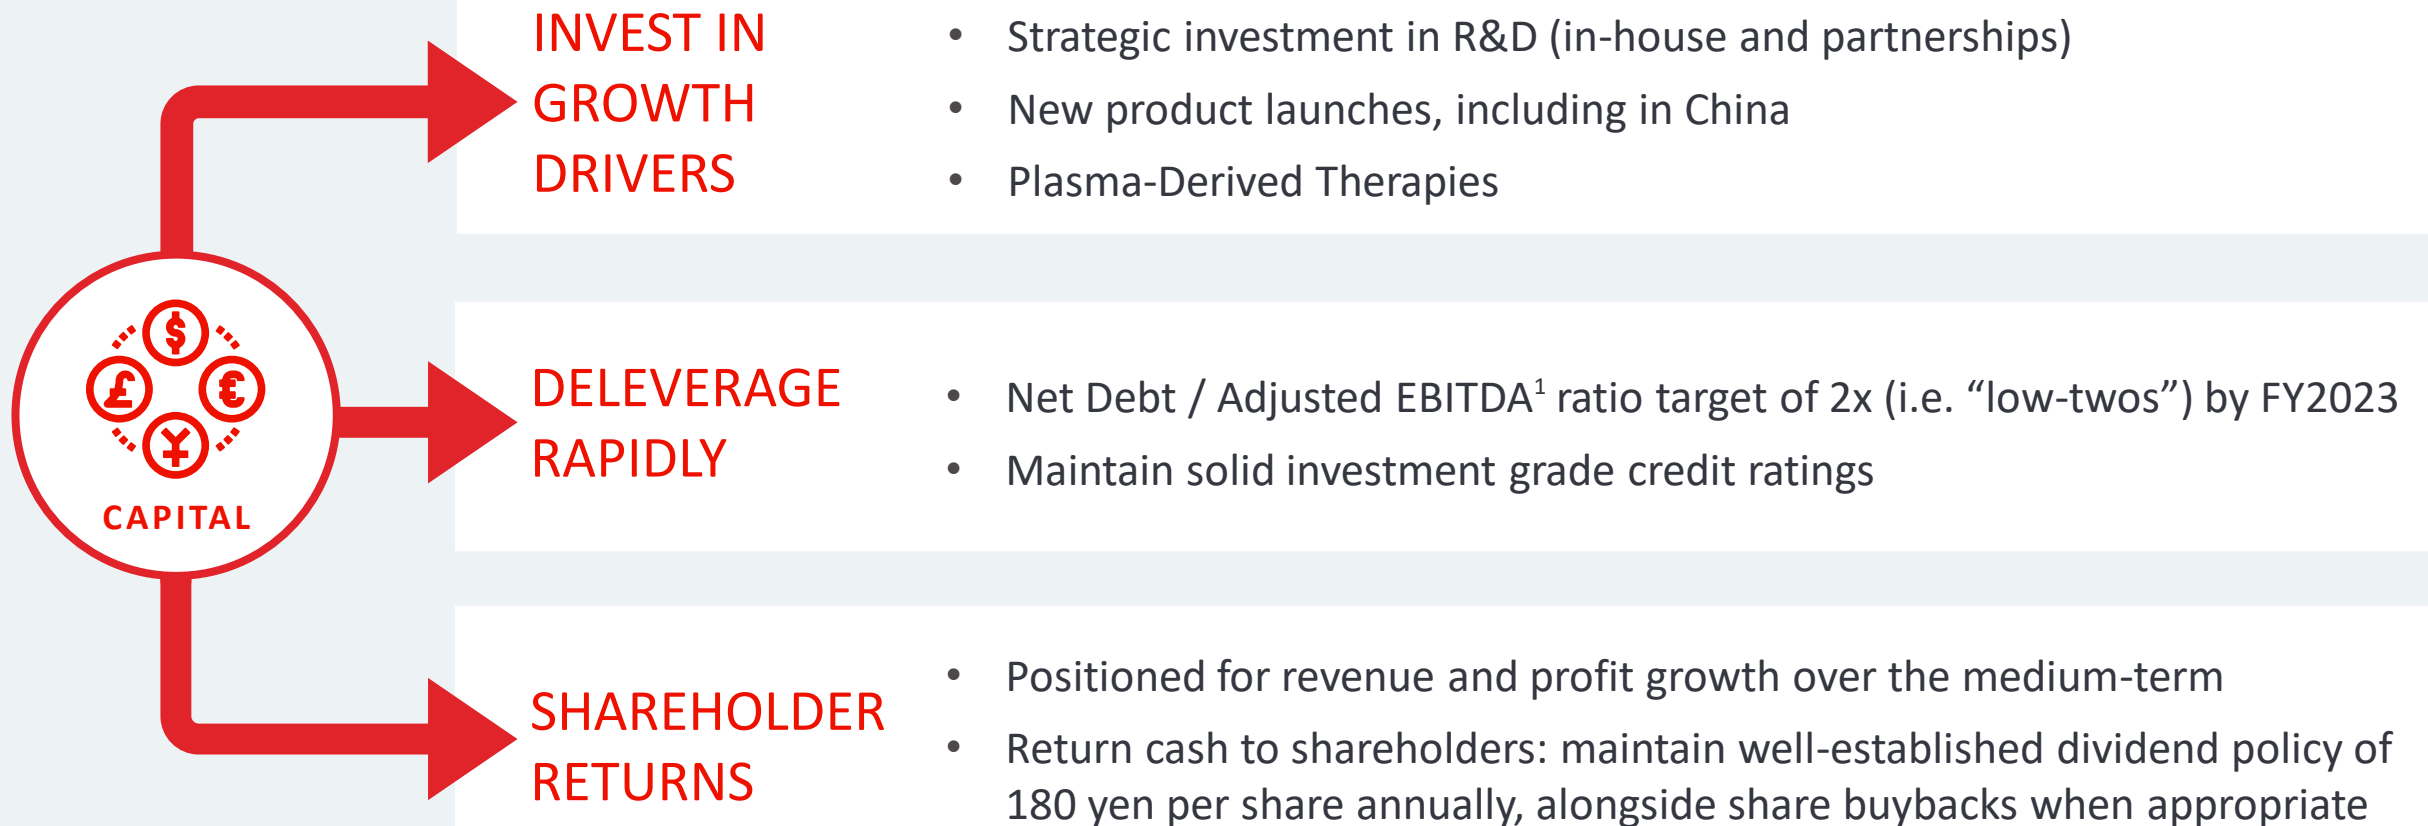 INVEST IN
GROWTH
DRIVERS
• Strategic investment in R&D (in-house and partnerships)
• New product launches, including in China
• Plasma-Derived Therapies
$
£
€
¥
CAPITAL
DELEVERAGE
RAPIDLY
• Net Debt / Adjusted EBITDA¹ ratio target of 2x (i.e. “low-twos”) by FY2023
• Maintain solid investment grade credit ratings
SHAREHOLDER
RETURNS
• Positioned for revenue and profit growth over the medium-term
• Return cash to shareholders: maintain well-established dividend policy of
180 yen per share annually, alongside share buybacks when appropriate